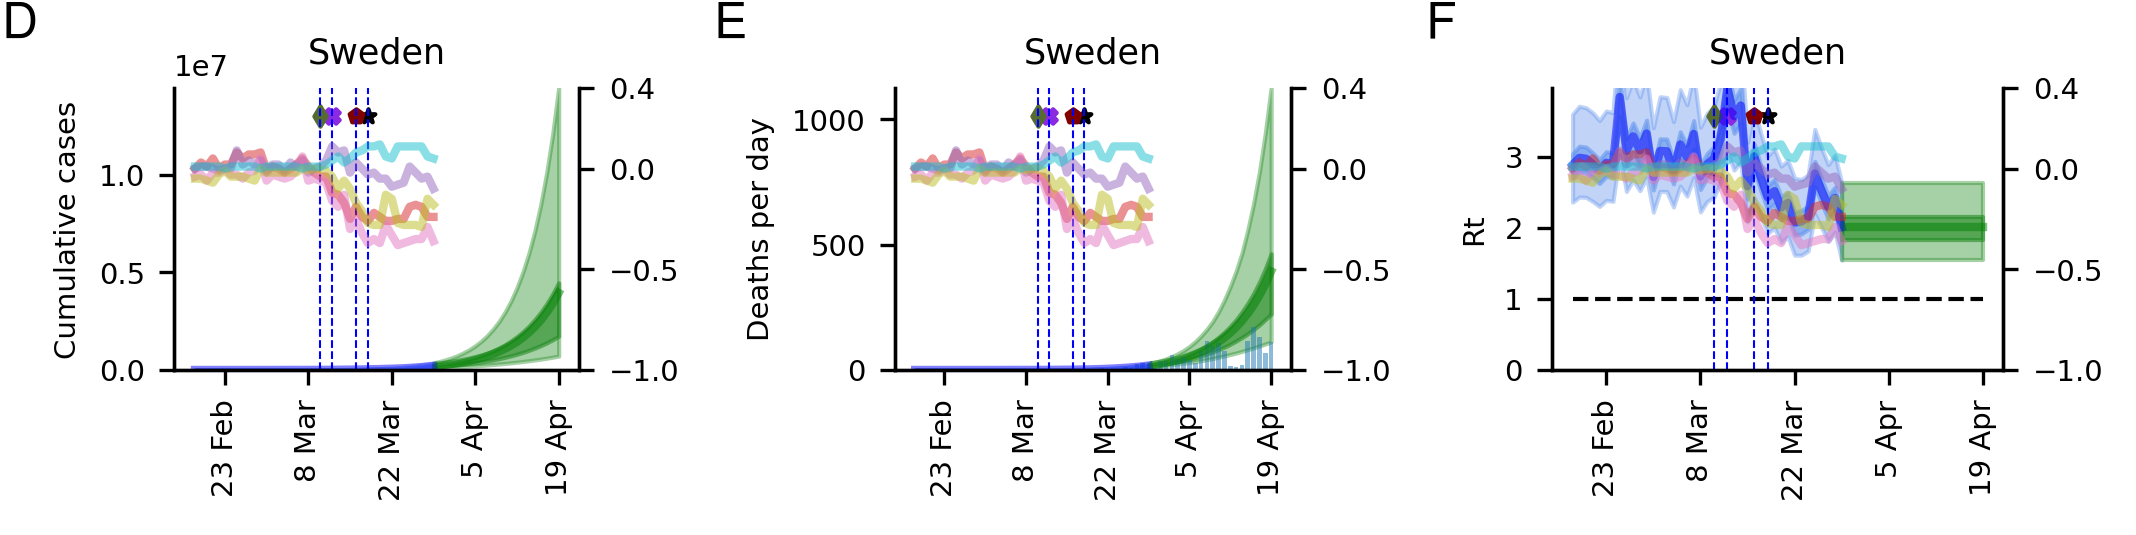 D
Sweden
1e7
Cumulative cases
1.0
0.5
0.0
0.4
0.0
−0.5
−1.0
23 Feb
8 Mar
22 Mar
5 Apr
19 Apr
E
Sweden
Deaths per day
1000
500
0
0.4
0.0
−0.5
−1.0
23 Feb
8 Mar
22 Mar
5 Apr
19 Apr
F
Sweden
Rt
3
2
1
0
0.4
0.0
−0.5
−1.0
23 Feb
8 Mar
22 Mar
5 Apr
19 Apr